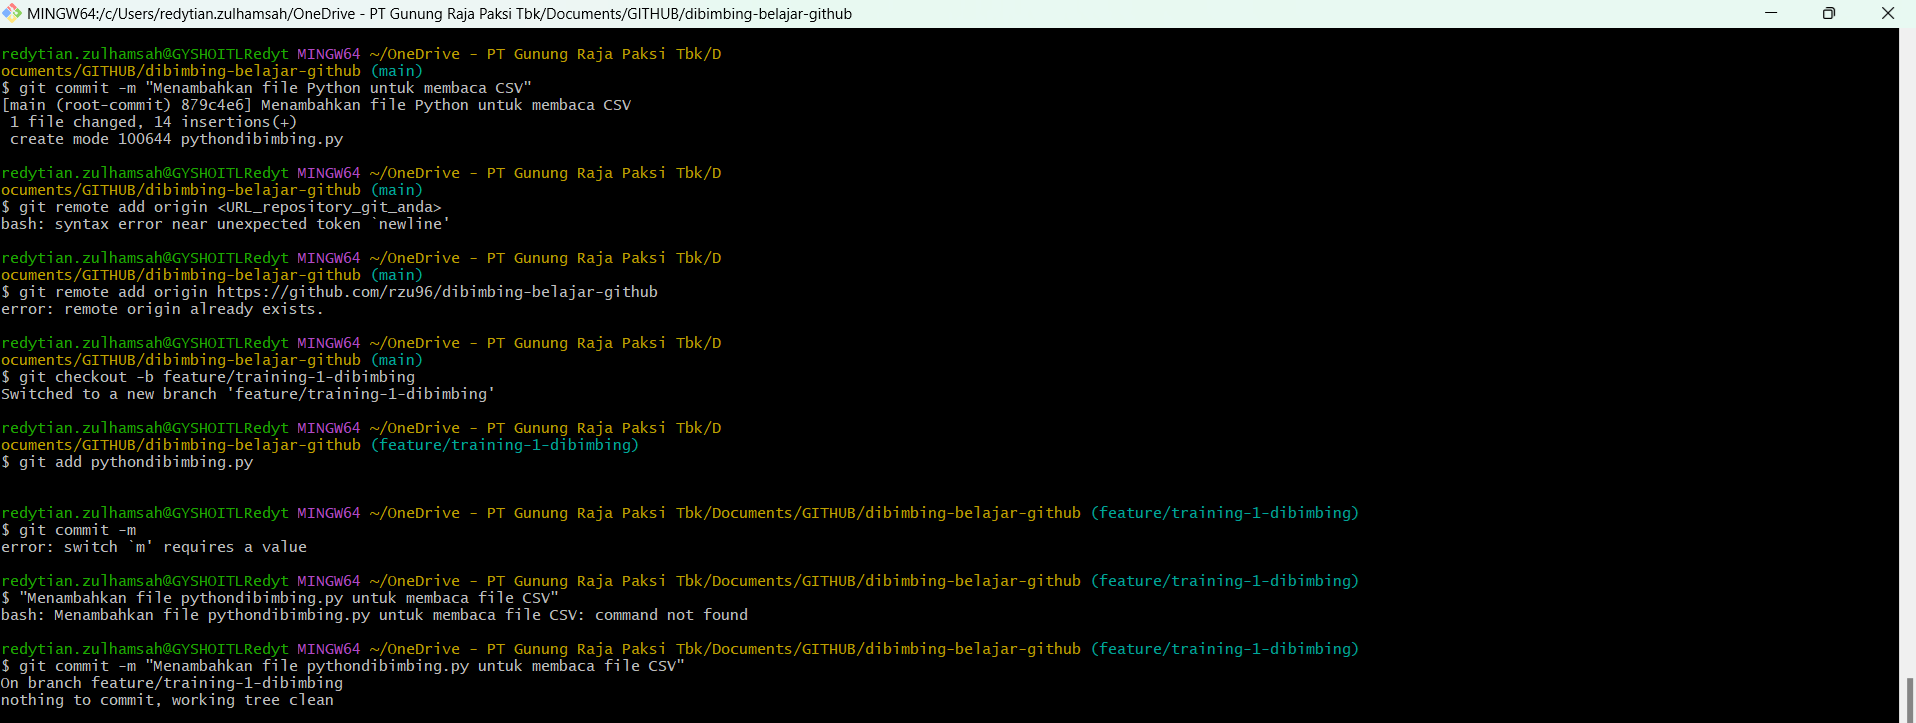 MINGW64:/c/Users/redytian.zulhamsah/OneDrive - PT Gunung Raja Paksi Tbk/Documents/GITHUB/dibimbing-belajar-github
redytian.zulhamsah@GYSHOITLRedyt MINGW64 ~/OneDrive - PT Gunung Raja Paksi Tbk/D
ocuments/GITHUB/dibimbing-belajar-github (main)
$ git commit -m "Menambahkan file Python untuk membaca CSV"
[main (root-commit) 879c4e6] Menambahkan file Python untuk membaca CSV
 1 file changed, 14 insertions(+)
 create mode 100644 pythondibimbing.py
redytian.zulhamsah@GYSHOITLRedyt MINGW64 ~/OneDrive - PT Gunung Raja Paksi Tbk/D
ocuments/GITHUB/dibimbing-belajar-github (main)
$ git remote add origin <URL_repository_git_anda>
bash: syntax error near unexpected token `newline'
redytian.zulhamsah@GYSHOITLRedyt MINGW64 ~/OneDrive - PT Gunung Raja Paksi Tbk/D
ocuments/GITHUB/dibimbing-belajar-github (main)
$ git remote add origin https://github.com/rzu96/dibimbing-belajar-github
error: remote origin already exists.
redytian.zulhamsah@GYSHOITLRedyt MINGW64 ~/OneDrive - PT Gunung Raja Paksi Tbk/D
ocuments/GITHUB/dibimbing-belajar-github (main)
$ git checkout -b feature/training-1-dibimbing
Switched to a new branch 'feature/training-1-dibimbing'
redytian.zulhamsah@GYSHOITLRedyt MINGW64 ~/OneDrive - PT Gunung Raja Paksi Tbk/D
ocuments/GITHUB/dibimbing-belajar-github (feature/training-1-dibimbing)
$ git add pythondibimbing.py
redytian.zulhamsah@GYSHOITLRedyt MINGW64 ~/OneDrive - PT Gunung Raja Paksi Tbk/Documents/GITHUB/dibimbing-belajar-github (feature/training-1-dibimbing)
$ git commit -m
error: switch `m' requires a value
redytian.zulhamsah@GYSHOITLRedyt MINGW64 ~/OneDrive - PT Gunung Raja Paksi Tbk/Documents/GITHUB/dibimbing-belajar-github (feature/training-1-dibimbing)
$ "Menambahkan file pythondibimbing.py untuk membaca file CSV"
bash: Menambahkan file pythondibimbing.py untuk membaca file CSV: command not found
redytian.zulhamsah@GYSHOITLRedyt MINGW64 ~/OneDrive - PT Gunung Raja Paksi Tbk/Documents/GITHUB/dibimbing-belajar-github (feature/training-1-dibimbing)
$ git commit -m "Menambahkan file pythondibimbing.py untuk membaca file CSV"
On branch feature/training-1-dibimbing
nothing to commit, working tree clean